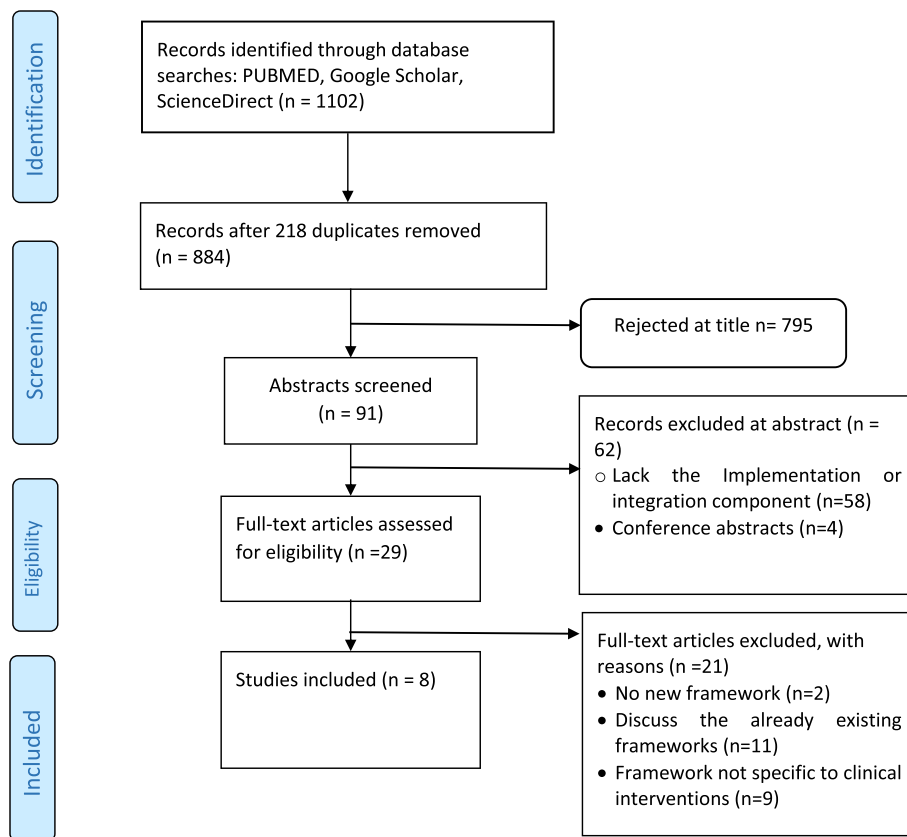 Identification
Records identified through database
searches: PUBMED, Google Scholar,
ScienceDirect (n = 1102)
Records after 218 duplicates removed
(n = 884)
Screening
Rejected at title n= 795
Abstracts screened
(n = 91)
Records excluded at abstract (n =
62)
○ Lack the Implementation or
integration component (n=58)
• Conference abstracts (n=4)
Eligibility
Full-text articles assessed
for eligibility (n =29)
Included
Studies included (n = 8)
Full-text articles excluded, with
reasons (n =21)
• No new framework (n=2)
• Discuss the already existing
frameworks (n=11)
• Framework not specific to clinical
interventions (n=9)